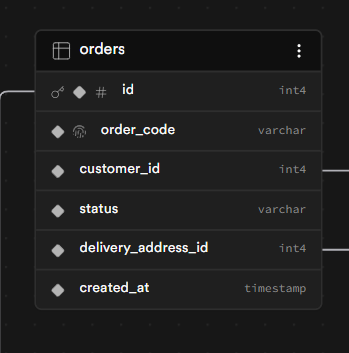 orders
id int4
order_code varchar
customer_id int4
status varchar
delivery_address_id int4
created_at timestamp